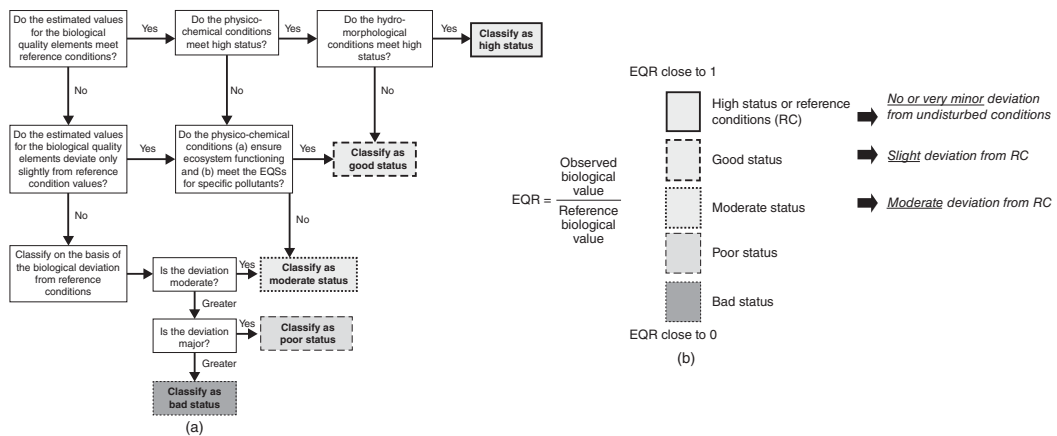 Do the estimated values
for the biological
quality elements meet
reference conditions?
Yes
Do the physico-
chemical conditions
meet high status?
Yes
Do the hydro-
morphological
conditions meet high
status?
Yes
Classify as
high status
No
No
No
Do the estimated values
for the biological quality
elements deviate only
slightly from reference
condition values?
Yes
Do the physico-chemical
conditions (a) ensure
ecosystem functioning
and (b) meet the EQSs
for specific pollutants?
Yes
Classify as
good status
No
No
Classify on the basis of
the biological deviation
from reference
conditions
Is the deviation
moderate?
Yes
Classify as
moderate status
Greater
Is the deviation
major?
Yes
Classify as
poor status
Greater
Classify as
bad status
(a)
EQR =
Observed
biological
value
Reference
biological
value
EQR close to 1
High status or reference
conditions (RC)
No or very minor deviation
from undisturbed conditions
Good status
Slight deviation from RC
Moderate status
Moderate deviation from RC
Poor status
Bad status
EQR close to 0
(b)